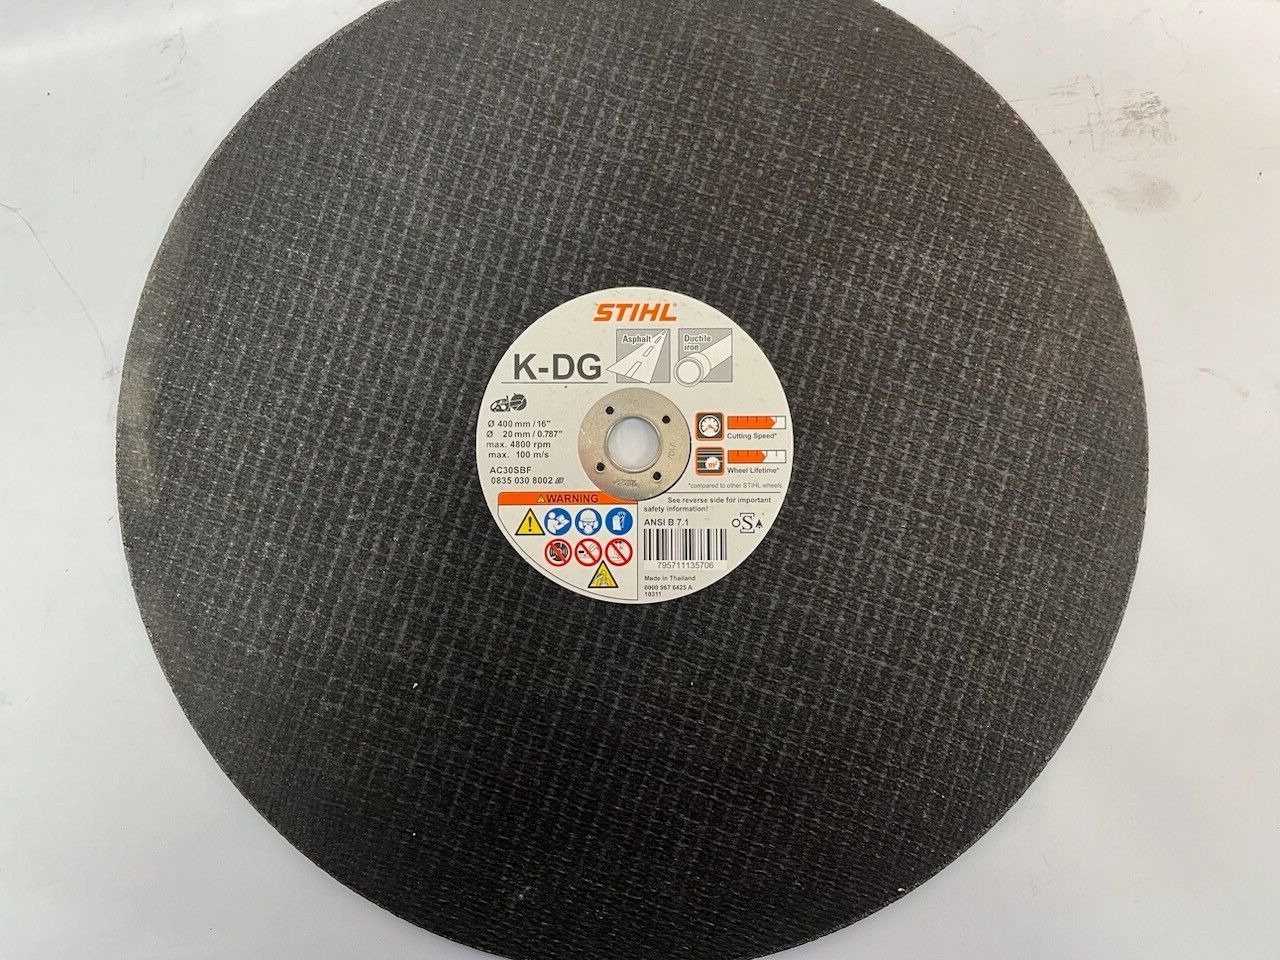 STIHL®
Asphalt
Ductile
iron
K-DG
Ø 400 mm / 16"
Ø 20 mm / 0.787"
max. 4800 rpm
max. 100 m/s
AC30SBF
0835 030 8002
Cutting Speed*
m²
Wheel Lifetime*
*compared to other STIHL wheels
WARNING
See reverse side for important
safety information!
ANSI B 7.1
oS
795711135706
Made in Thailand
0000 967 6425 A
10311